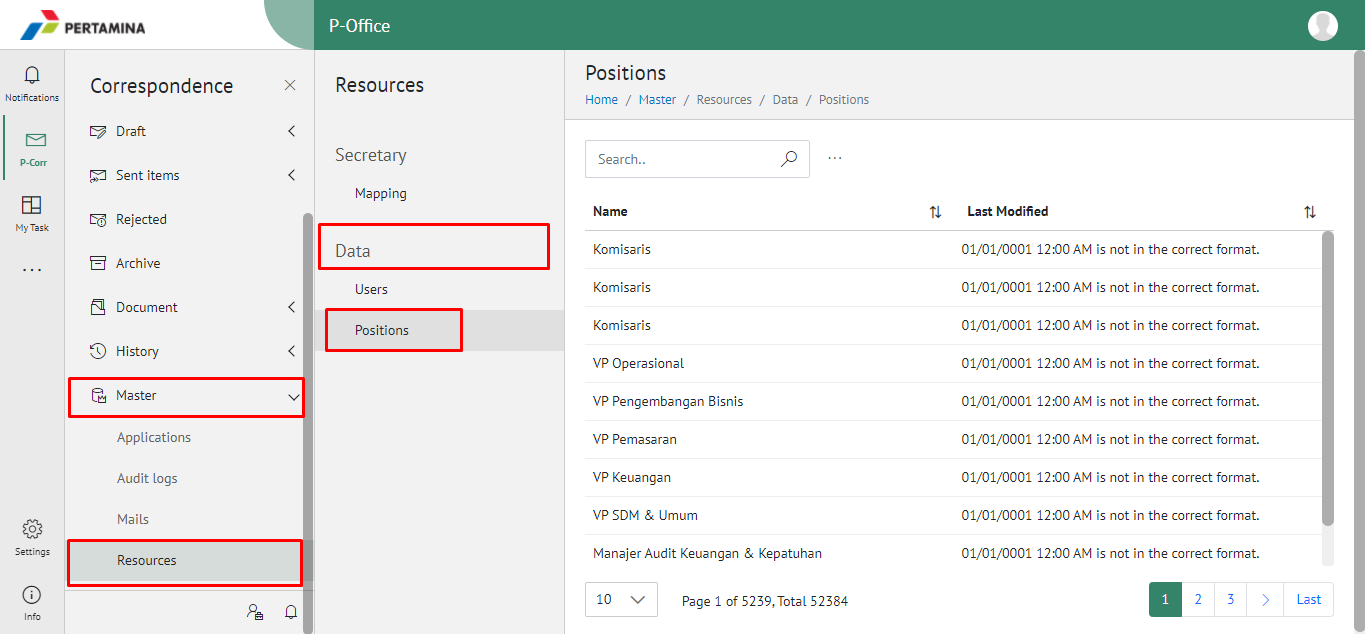 PERTAMINA
P-Office
Notifications
P-Corr
My Task
Settings
Info
Correspondence
Draft
Sent items
Rejected
Archive
Document
History
Master
Applications
Audit logs
Mails
Resources
Resources
Secretary
Mapping
Data
Users
Positions
Positions
Home / Master / Resources / Data / Positions
Search..
Name Last Modified
Komisaris 01/01/0001 12:00 AM is not in the correct format.
Komisaris 01/01/0001 12:00 AM is not in the correct format.
Komisaris 01/01/0001 12:00 AM is not in the correct format.
VP Operasional 01/01/0001 12:00 AM is not in the correct format.
VP Pengembangan Bisnis 01/01/0001 12:00 AM is not in the correct format.
VP Pemasaran 01/01/0001 12:00 AM is not in the correct format.
VP Keuangan 01/01/0001 12:00 AM is not in the correct format.
VP SDM & Umum 01/01/0001 12:00 AM is not in the correct format.
Manajer Audit Keuangan & Kepatuhan 01/01/0001 12:00 AM is not in the correct format.
10 Page 1 of 5239, Total 52384 1 2 3 Last